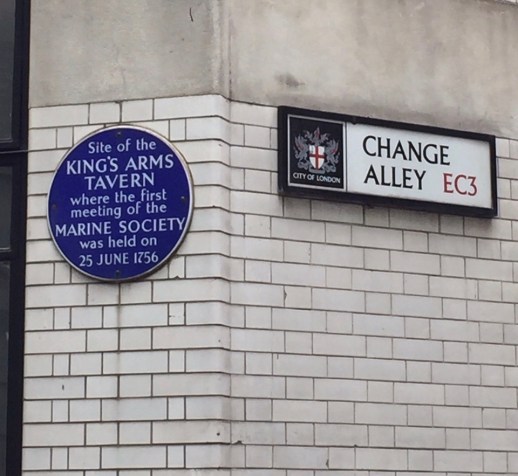 Site of the
KING'S ARMS
TAVERN
where the first
meeting of the
MARINE SOCIETY
was held on
25 JUNE 1756
CITY OF LONDON
CHANGE
ALLEY EC3